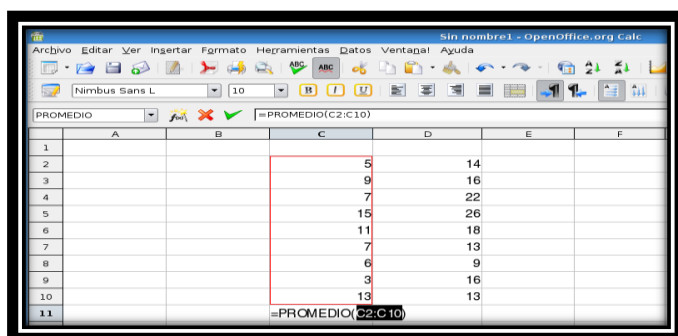 Sin nombre1 - OpenOffice.org Calc
Archivo Editar Ver Insertar Formato Herramientas Datos Ventana! Ayuda
ABC ABC
Nimbus Sans L 10 B I U
PROMEDIO f(x) =PROMEDIO(C2:C10)
A B C D E F
1
2 5 14
3 9 16
4 7 22
5 15 26
6 11 18
7 7 13
8 6 9
9 3 16
10 13 13
11 =PROMEDIO(C2:C10)